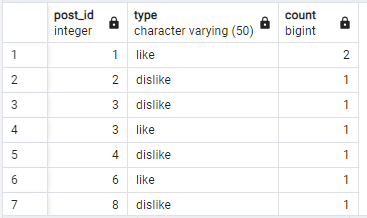 post_id type count
integer character varying (50) bigint
1 1 like 2
2 2 dislike 1
3 3 dislike 1
4 3 like 1
5 4 dislike 1
6 6 like 1
7 8 dislike 1